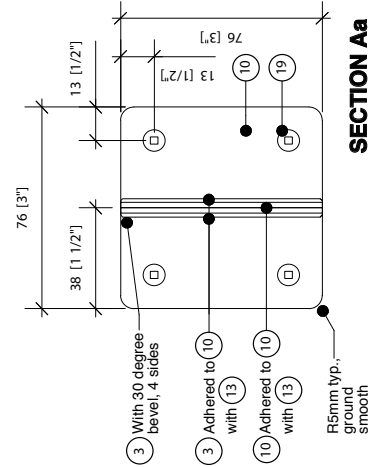 76 [3"]
38 [1 1/2"]
13 [1/2"]
13 [1/2"]
76 [3"]
3 With 30 degree
bevel, 4 sides
3 Adhered to 10
with 13
10 Adhered to 10
with 13
R5mm typ.,
ground
smooth
10
19
SECTION Aa